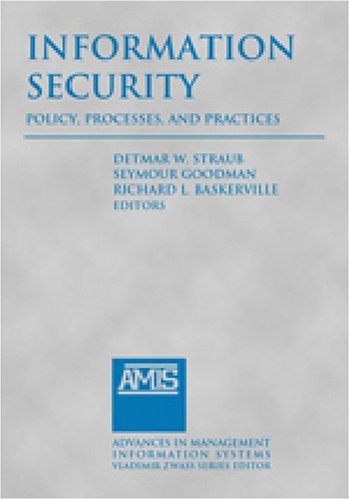 INFORMATION
SECURITY
POLICY, PROCESSES, AND PRACTICES
DETMAR W. STRAUB
SEYMOUR GOODMAN
RICHARD L. BASKERVILLE
EDITORS
AMIS
ADVANCES IN MANAGEMENT
INFORMATION SYSTEMS
VLADIMIR ZWASS SERIES EDITOR